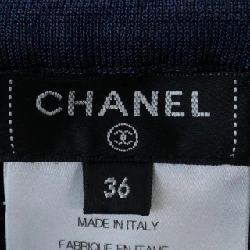 CHANEL
36
MADE IN ITALY
FABRIQUE EN ITALIE